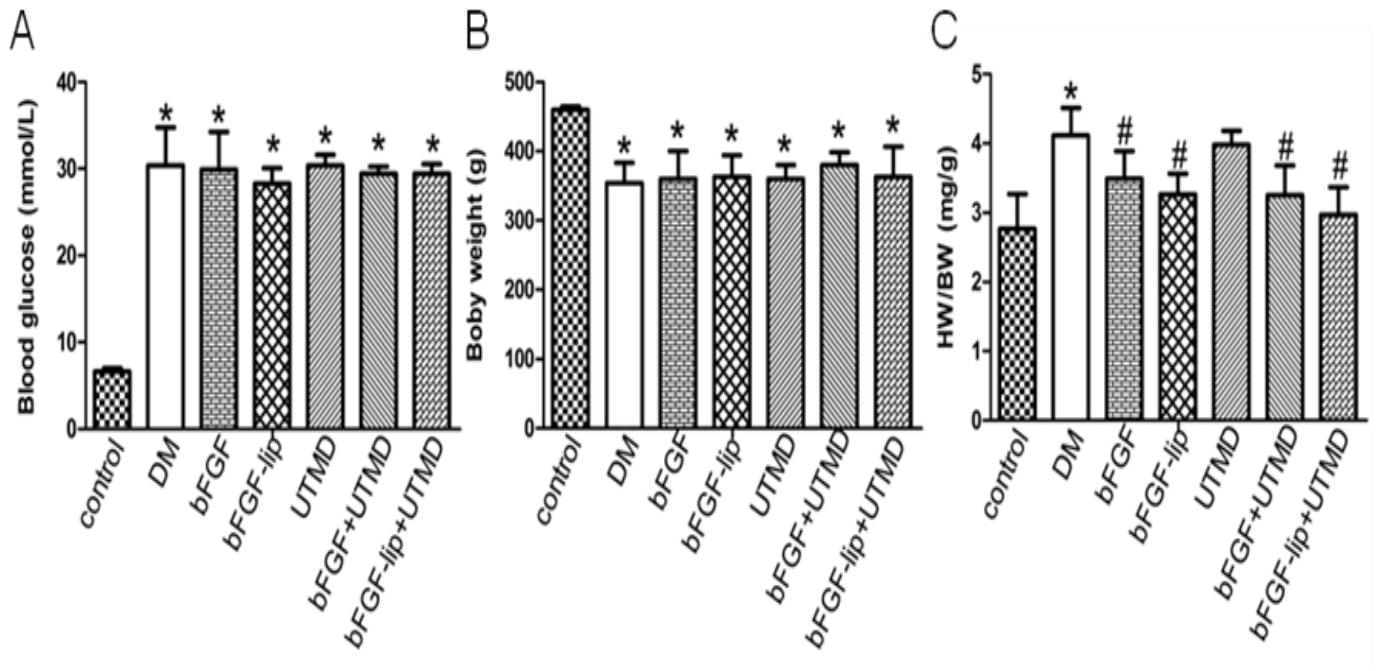 A
Blood glucose (mmol/L)
40
30
20
10
0
* * * * * *
control
DM
bFGF
bFGF-lip
UTMD
bFGF+UTMD
bFGF-lip+UTMD
B
Boby weight (g)
500
400
300
200
100
0
* * * * * *
control
DM
bFGF
bFGF-lip
UTMD
bFGF+UTMD
bFGF-lip+UTMD
C
HW/BW (mg/g)
5
4
3
2
1
0
* # # # #
control
DM
bFGF
bFGF-lip
UTMD
bFGF+UTMD
bFGF-lip+UTMD